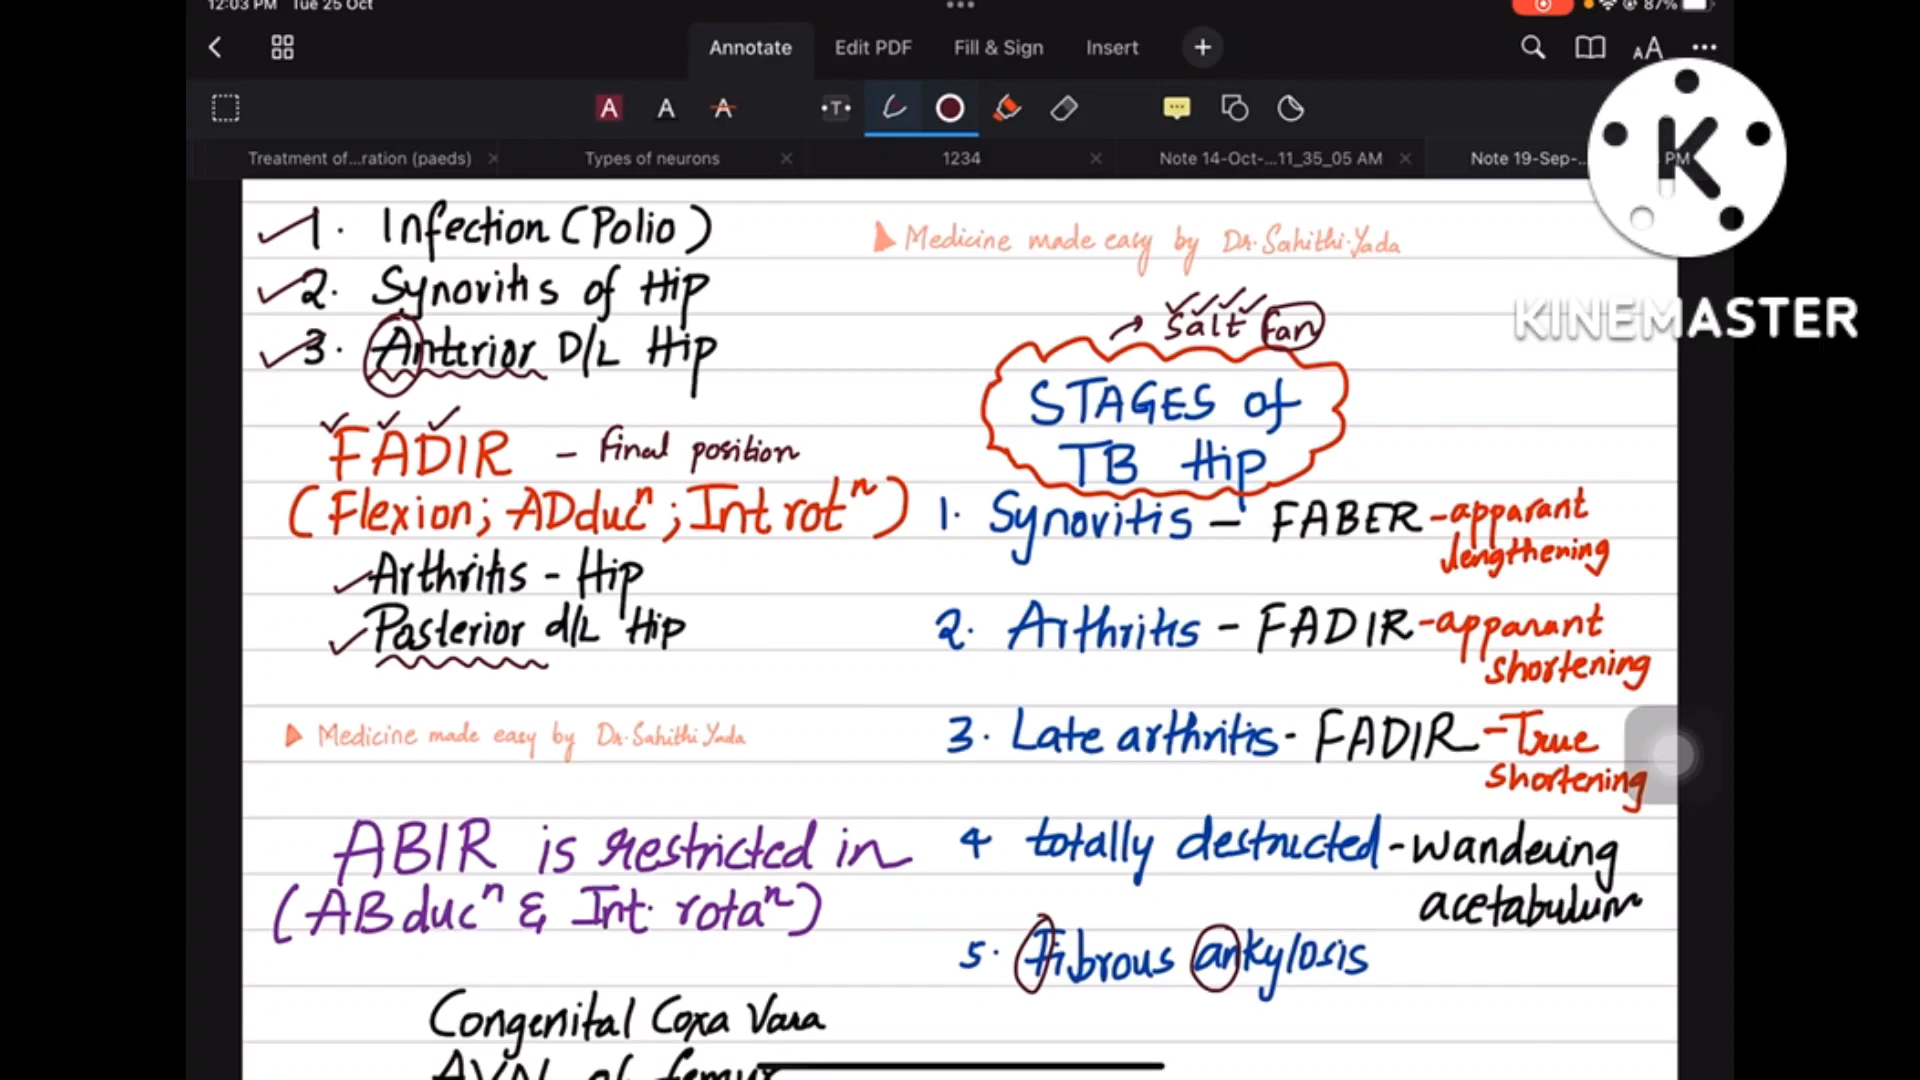 12:03 PM Tue 25 Oct
87%
Annotate Edit PDF Fill & Sign Insert
Treatment of...ration (paeds) Types of neurons 1234 Note 14-Oct-...11_35_05 AM Note 19-Sep-... PM
KINEMASTER
1. Infection (Polio)
2. Synovitis of Hip
3. Anterior D/L Hip
FADIR - Final position
(Flexion; ADducⁿ; Int rotⁿ)
Arthritis - Hip
Posterior d/L Hip
Medicine made easy by Dr. Sahithi Yada
ABIR is restricted in
(ABducⁿ & Int. rotaⁿ)
Congenital Coxa Vara
AVN of femur
Medicine made easy by Dr. Sahithi Yada
Salt fan
STAGES of
TB Hip
1. Synovitis - FABER - apparant
lengthening
2. Arthritis - FADIR - apparant
shortening
3. Late arthritis - FADIR - True
shortening
4 totally destructed - wandering
acetabulum
5. Fibrous ankylosis